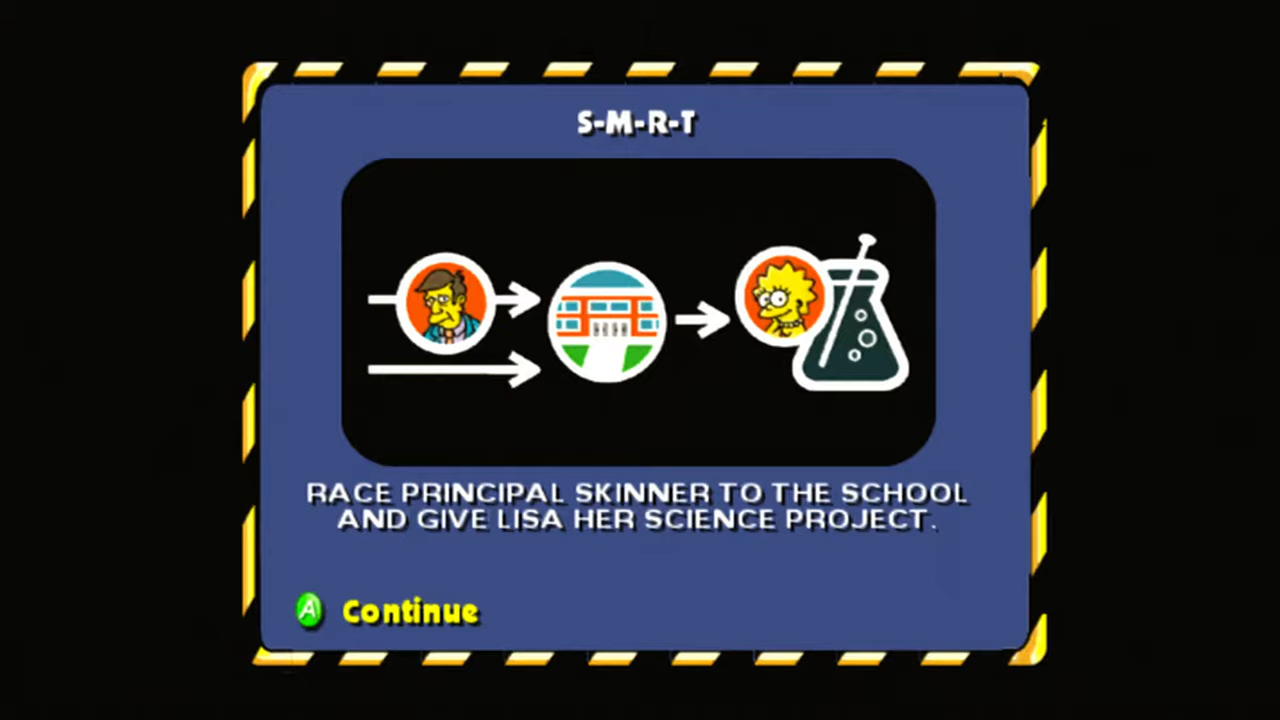 S-M-R-T
RACE PRINCIPAL SKINNER TO THE SCHOOL
AND GIVE LISA HER SCIENCE PROJECT.
A Continue